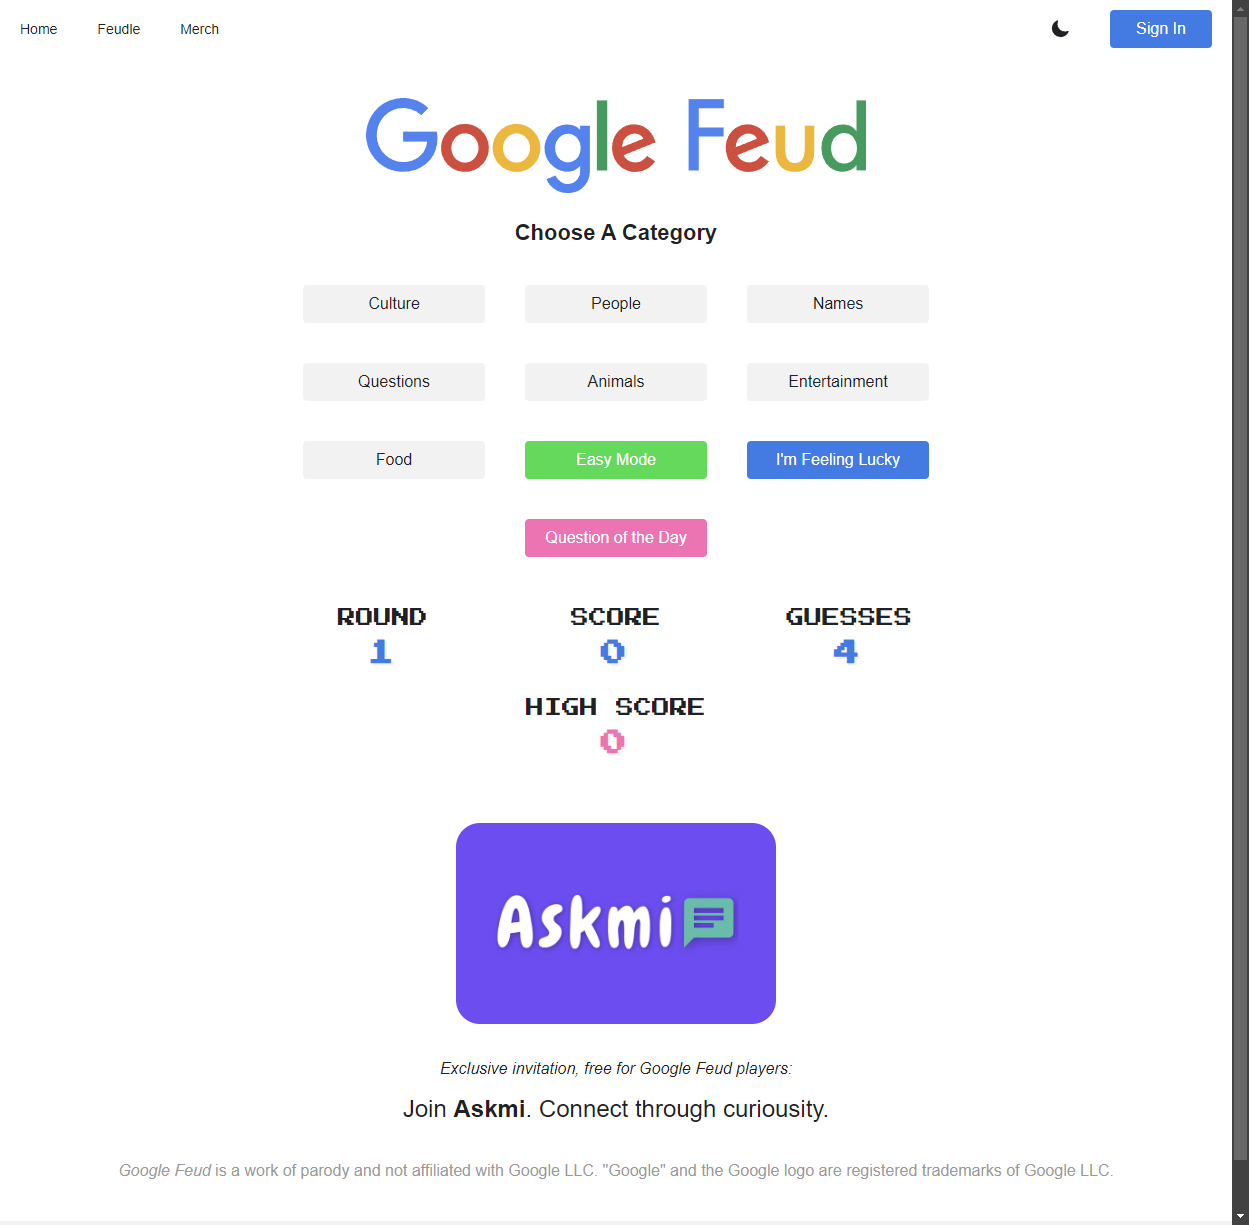 Home Feudle Merch Sign In
Google Feud
Choose A Category
Culture People Names
Questions Animals Entertainment
Food Easy Mode I'm Feeling Lucky
Question of the Day
ROUND SCORE GUESSES
1 0 4
HIGH SCORE
0
Askmi
Exclusive invitation, free for Google Feud players:
Join Askmi. Connect through curiousity.
Google Feud is a work of parody and not affiliated with Google LLC. "Google" and the Google logo are registered trademarks of Google LLC.